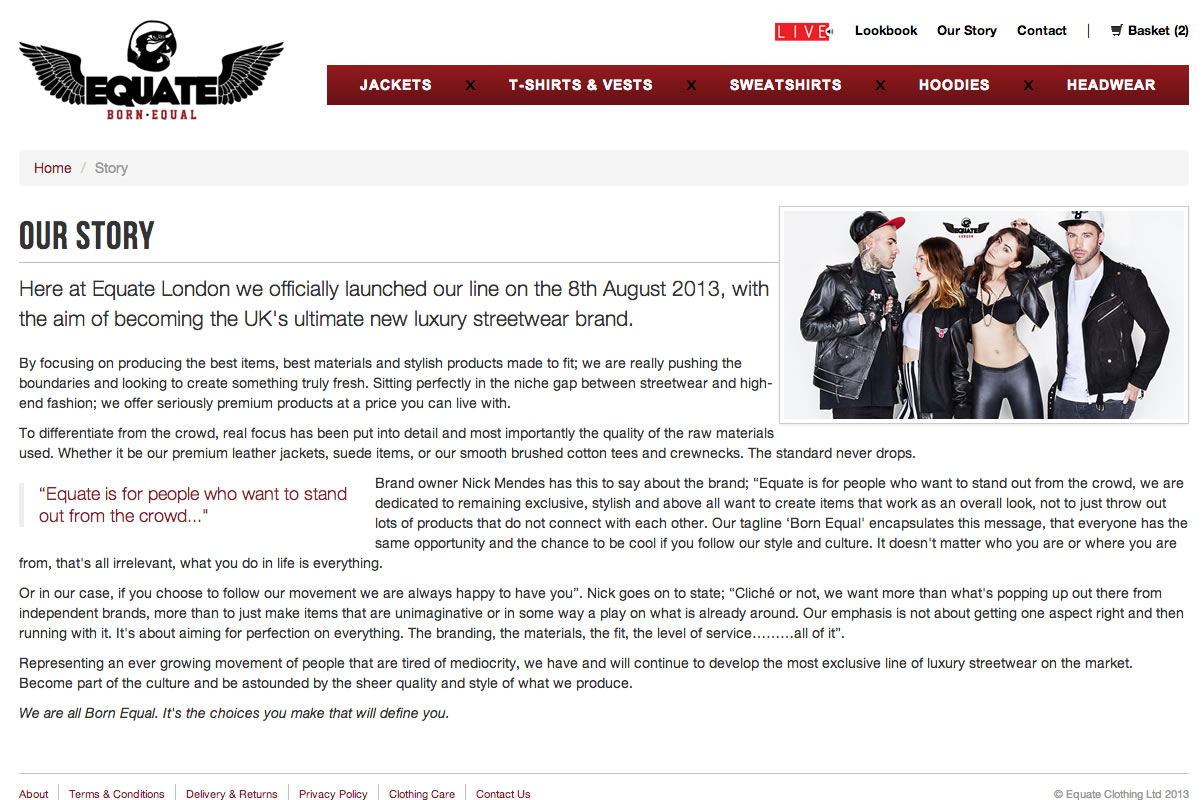 EQUATE
BORN·EQUAL
LIVE
Lookbook
Our Story
Contact
Basket (2)
JACKETS X T-SHIRTS & VESTS X SWEATSHIRTS X HOODIES X HEADWEAR
Home / Story
OUR STORY
EQUATE
LONDON
Here at Equate London we officially launched our line on the 8th August 2013, with
the aim of becoming the UK's ultimate new luxury streetwear brand.
By focusing on producing the best items, best materials and stylish products made to fit; we are really pushing the
boundaries and looking to create something truly fresh. Sitting perfectly in the niche gap between streetwear and high-
end fashion; we offer seriously premium products at a price you can live with.
To differentiate from the crowd, real focus has been put into detail and most importantly the quality of the raw materials
used. Whether it be our premium leather jackets, suede items, or our smooth brushed cotton tees and crewnecks. The standard never drops.
“Equate is for people who want to stand
out from the crowd..."
Brand owner Nick Mendes has this to say about the brand; “Equate is for people who want to stand out from the crowd, we are
dedicated to remaining exclusive, stylish and above all want to create items that work as an overall look, not to just throw out
lots of products that do not connect with each other. Our tagline 'Born Equal' encapsulates this message, that everyone has the
same opportunity and the chance to be cool if you follow our style and culture. It doesn't matter who you are or where you are
from, that's all irrelevant, what you do in life is everything.
Or in our case, if you choose to follow our movement we are always happy to have you”. Nick goes on to state; “Cliché or not, we want more than what's popping up out there from
independent brands, more than to just make items that are unimaginative or in some way a play on what is already around. Our emphasis is not about getting one aspect right and then
running with it. It's about aiming for perfection on everything. The branding, the materials, the fit, the level of service………all of it”.
Representing an ever growing movement of people that are tired of mediocrity, we have and will continue to develop the most exclusive line of luxury streetwear on the market.
Become part of the culture and be astounded by the sheer quality and style of what we produce.
We are all Born Equal. It's the choices you make that will define you.
About
Terms & Conditions
Delivery & Returns
Privacy Policy
Clothing Care
Contact Us
© Equate Clothing Ltd 2013